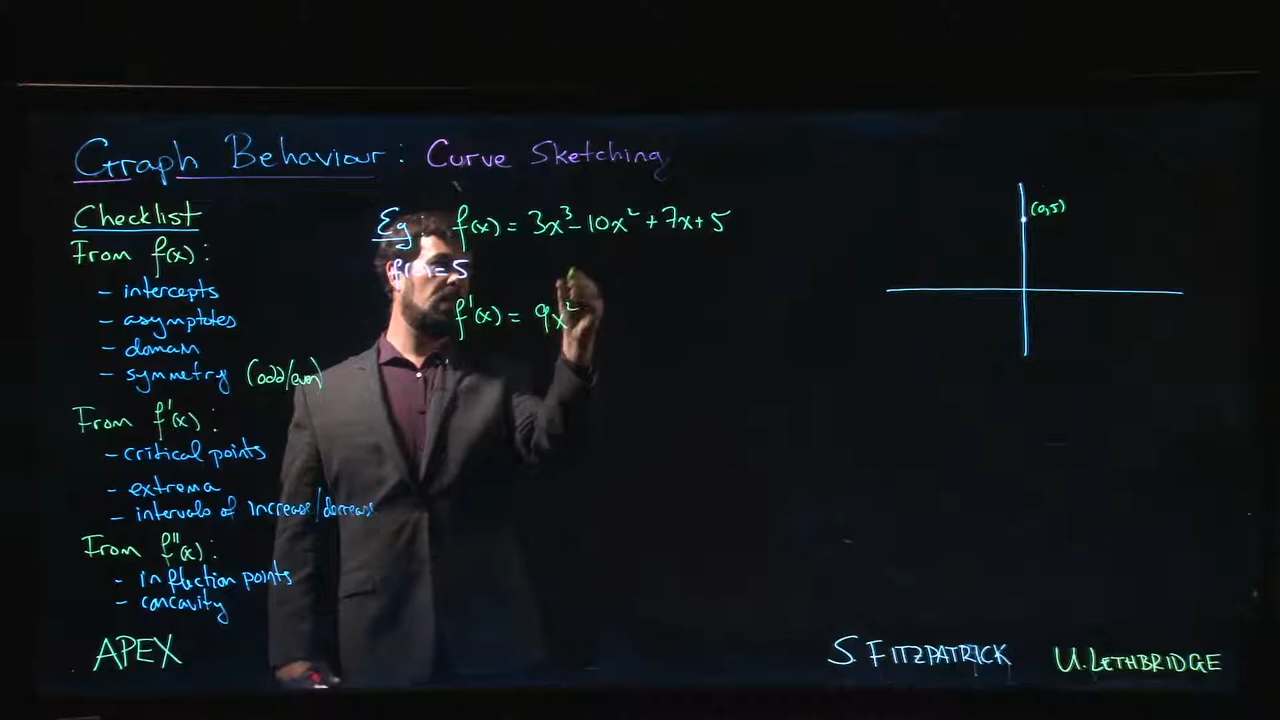 Graph Behaviour: Curve Sketching
Checklist
From f(x):
- intercepts
- asymptotes
- domain
- symmetry (odd/even)
From f'(x):
- critical points
- extrema
- intervals of increase/decrease
From f"(x):
- inflection points
- concavity
APEX
Eg: f(x) = 3x³ - 10x² + 7x + 5
f(0) = 5
f'(x) = 9x²
(0,5)
S. FITZPATRICK
U. LETHBRIDGE